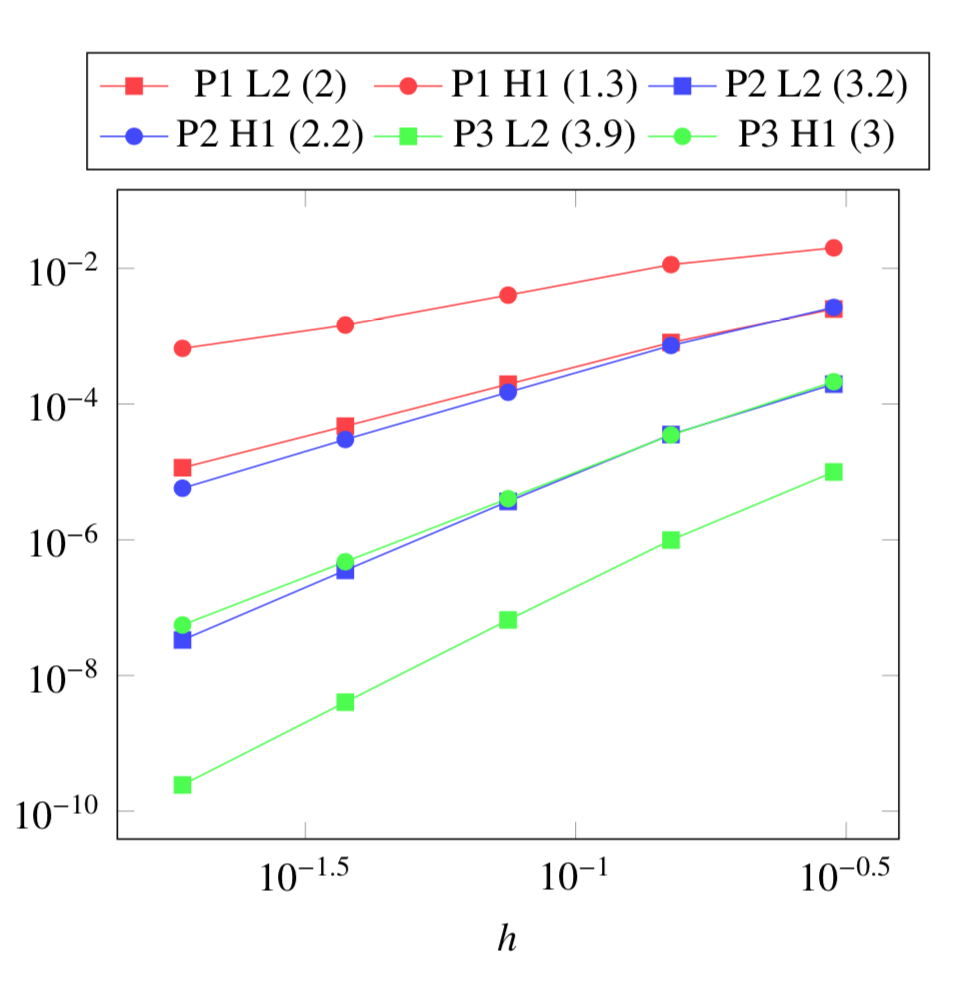 P1 L2 (2) P1 H1 (1.3) P2 L2 (3.2)
P2 H1 (2.2) P3 L2 (3.9) P3 H1 (3)
10⁻²
10⁻⁴
10⁻⁶
10⁻⁸
10⁻¹⁰
10⁻¹·⁵ 10⁻¹ 10⁻⁰·⁵
h